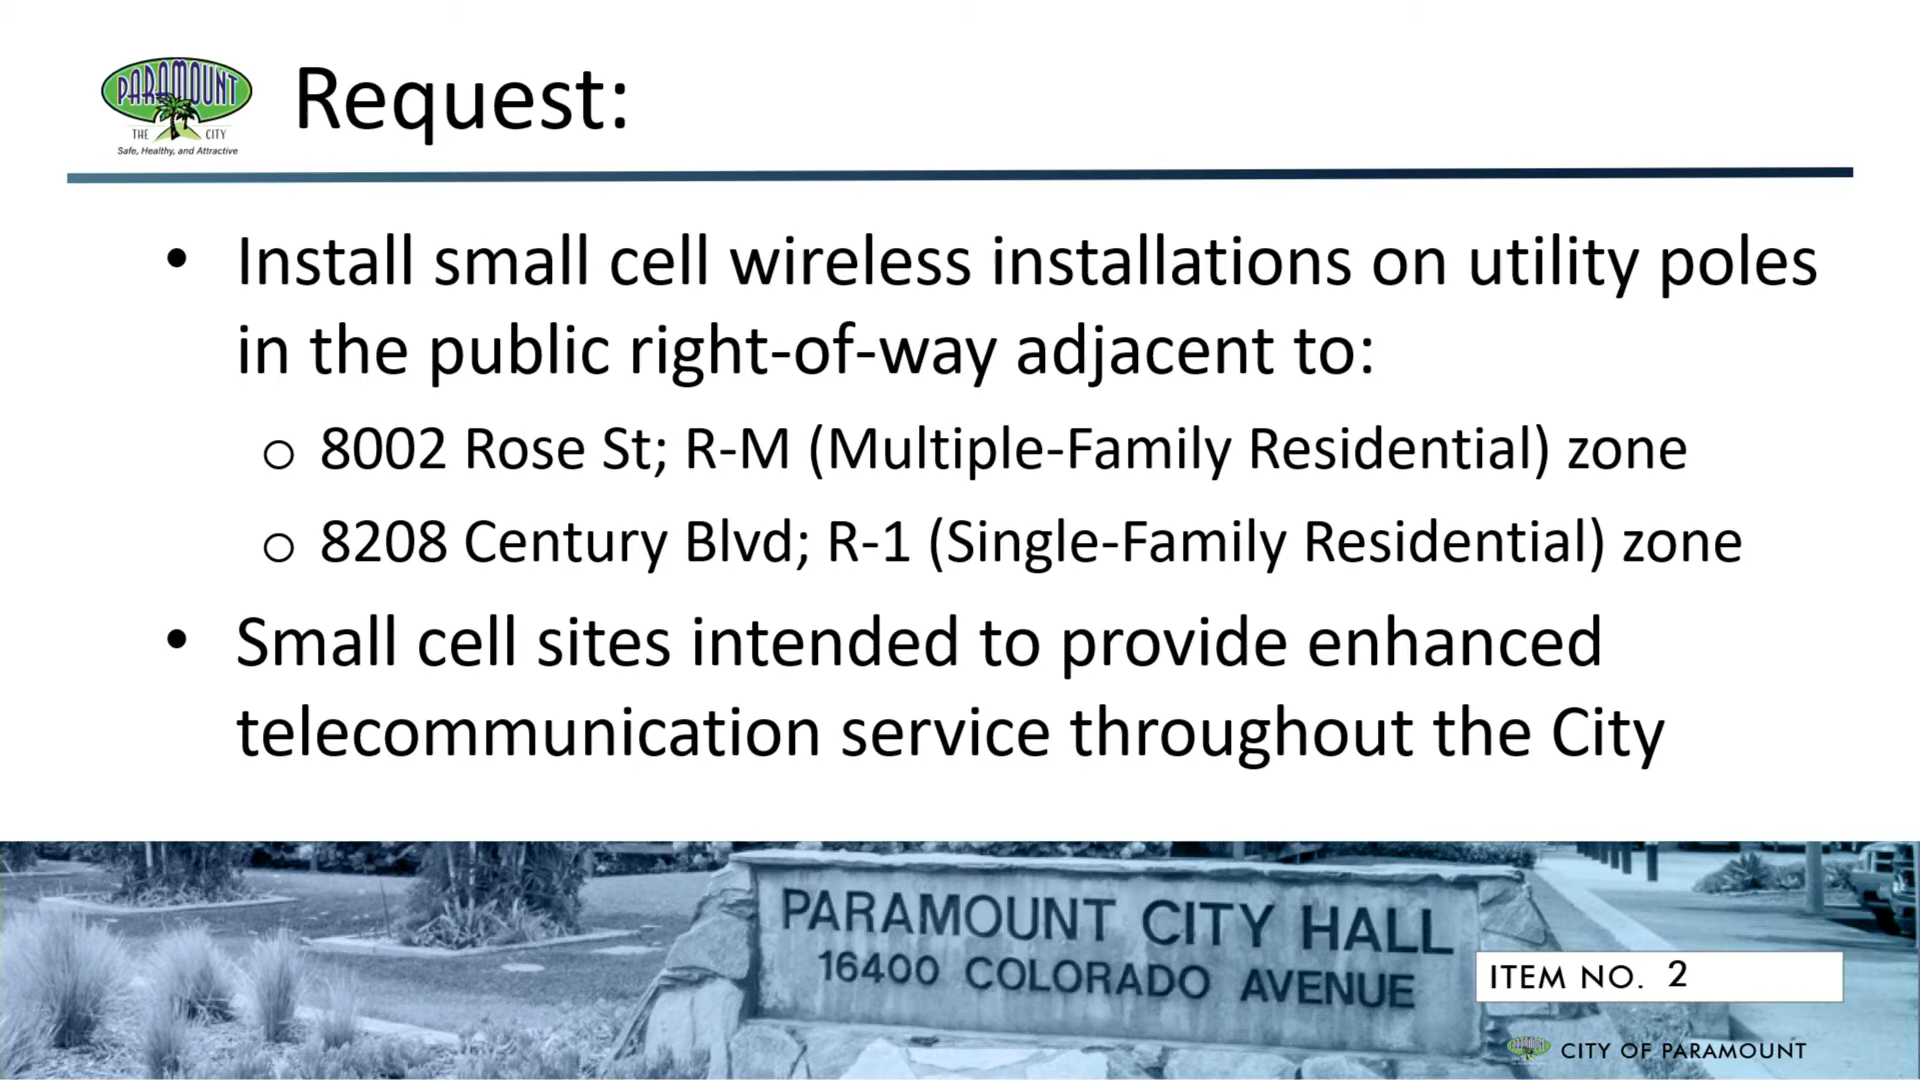 PARAMOUNT
THE CITY
Safe, Healthy, and Attractive
Request:
• Install small cell wireless installations on utility poles
in the public right-of-way adjacent to:
o 8002 Rose St; R-M (Multiple-Family Residential) zone
o 8208 Century Blvd; R-1 (Single-Family Residential) zone
• Small cell sites intended to provide enhanced
telecommunication service throughout the City
PARAMOUNT CITY HALL
16400 COLORADO AVENUE
ITEM NO. 2
PARAMOUNT
CITY OF PARAMOUNT